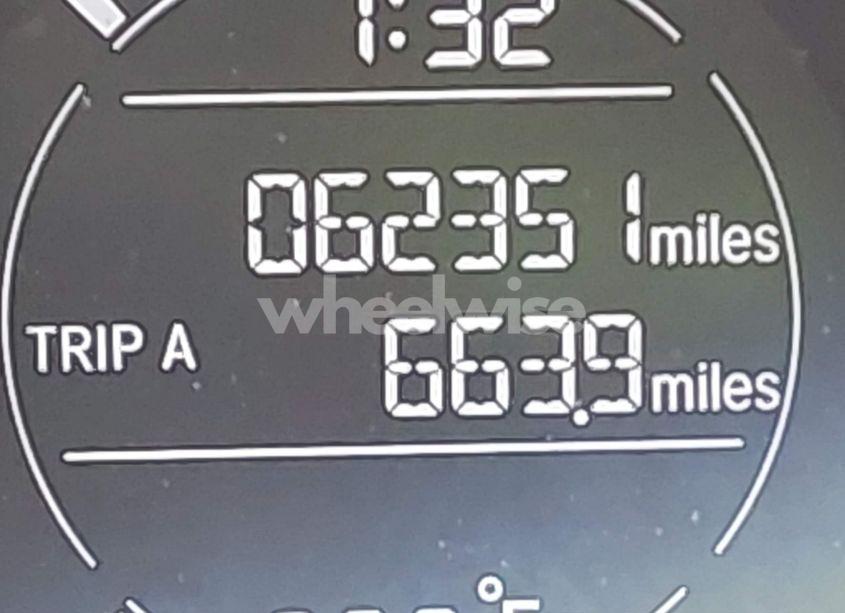 1:32
062351 miles
wheelwise.
TRIP A 663.9 miles